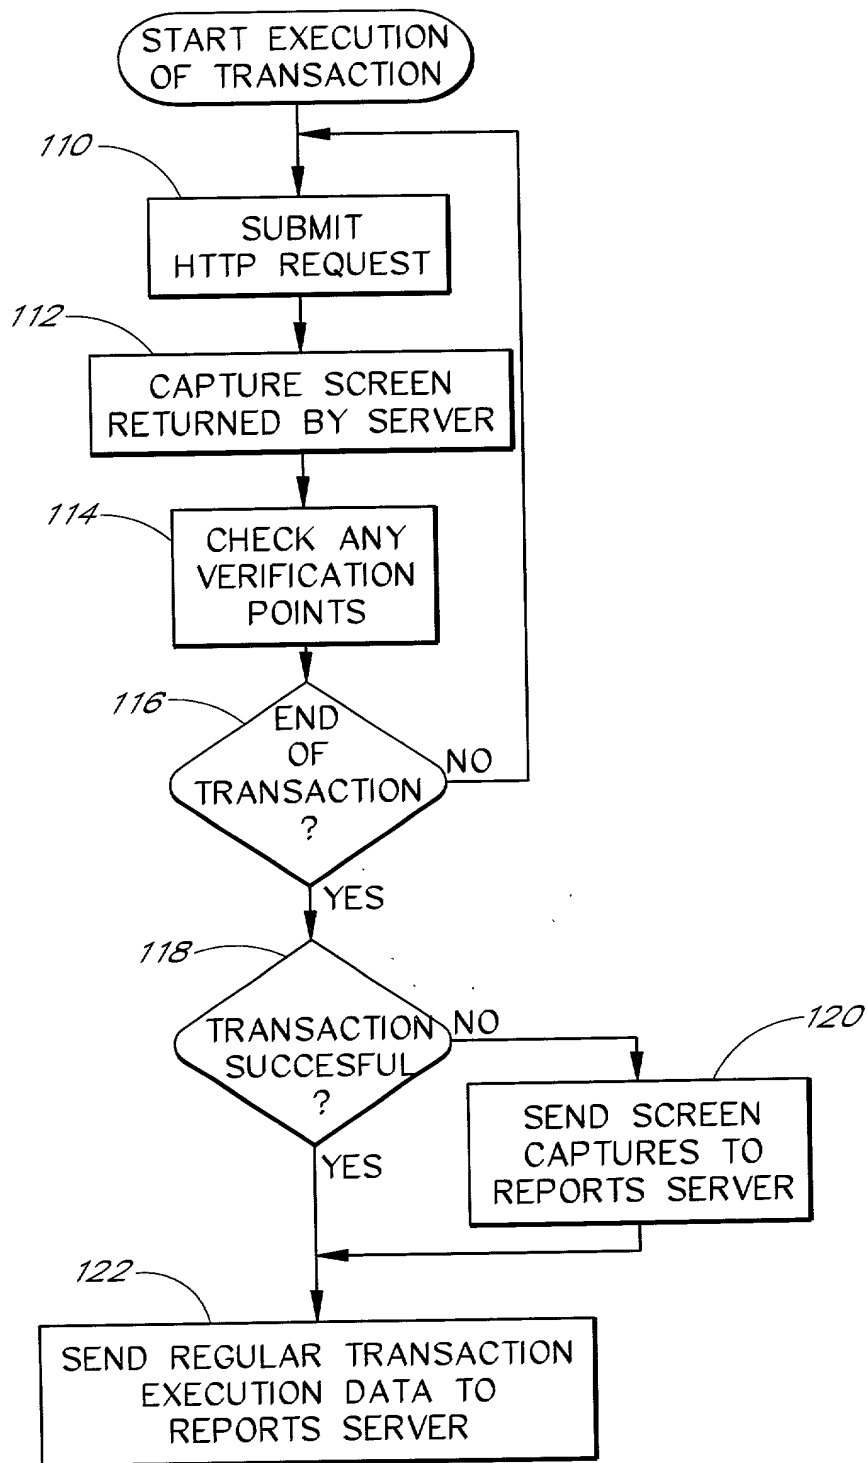 START EXECUTION
OF TRANSACTION
110
SUBMIT
HTTP REQUEST
112
CAPTURE SCREEN
RETURNED BY SERVER
114
CHECK ANY
VERIFICATION
POINTS
116
END
OF
TRANSACTION
?
NO
YES
118
TRANSACTION
SUCCESFUL
?
NO
YES
120
SEND SCREEN
CAPTURES TO
REPORTS SERVER
122
SEND REGULAR TRANSACTION
EXECUTION DATA TO
REPORTS SERVER